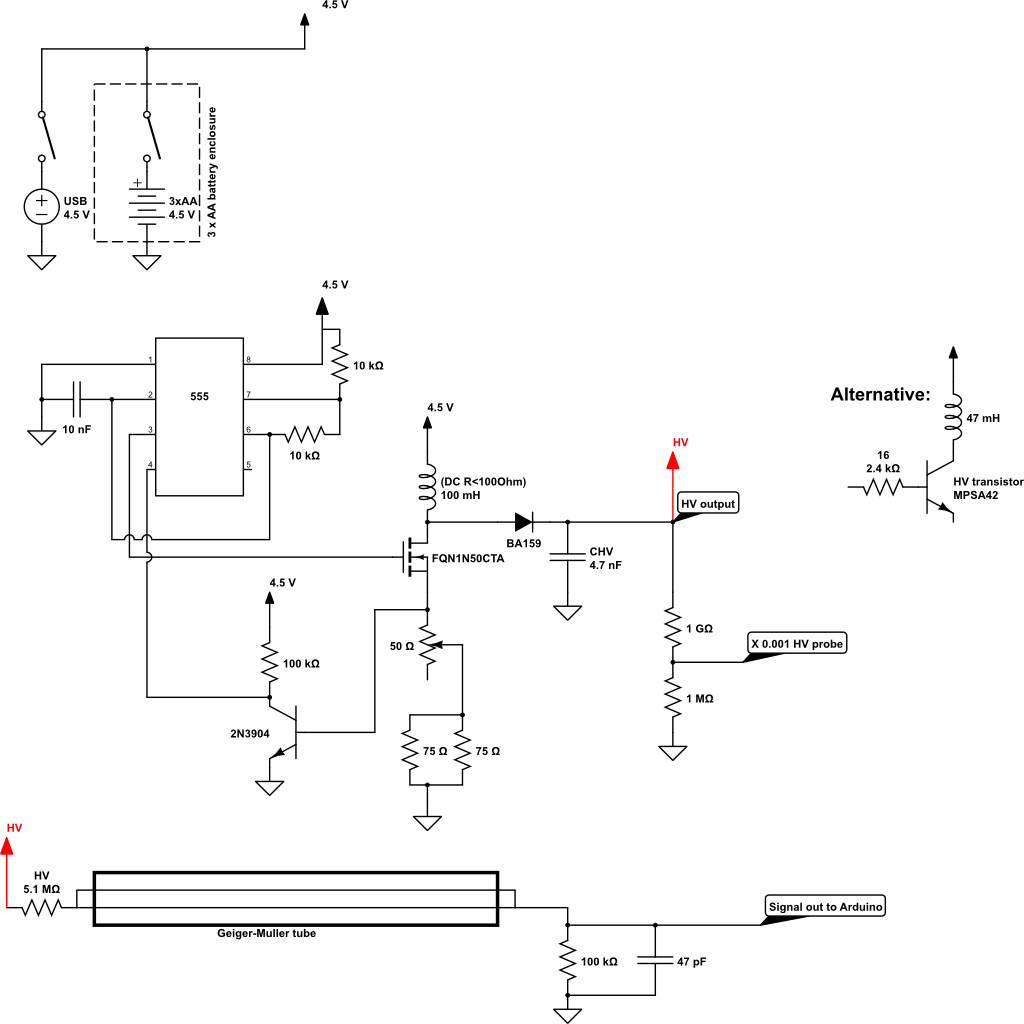 4.5 V
USB
4.5 V
+
3xAA
4.5 V
3 x AA battery enclosure
4.5 V
1
2
3
4
555
8
7
6
5
10 kΩ
10 nF
10 kΩ
4.5 V
(DC R<100Ohm)
100 mH
HV
HV output
BA159
CHV
4.7 nF
FQN1N50CTA
Alternative:
47 mH
16
2.4 kΩ
HV transistor
MPSA42
4.5 V
100 kΩ
50 Ω
2N3904
75 Ω
75 Ω
1 GΩ
X 0.001 HV probe
1 MΩ
HV
HV
5.1 MΩ
Geiger-Muller tube
Signal out to Arduino
100 kΩ
47 pF